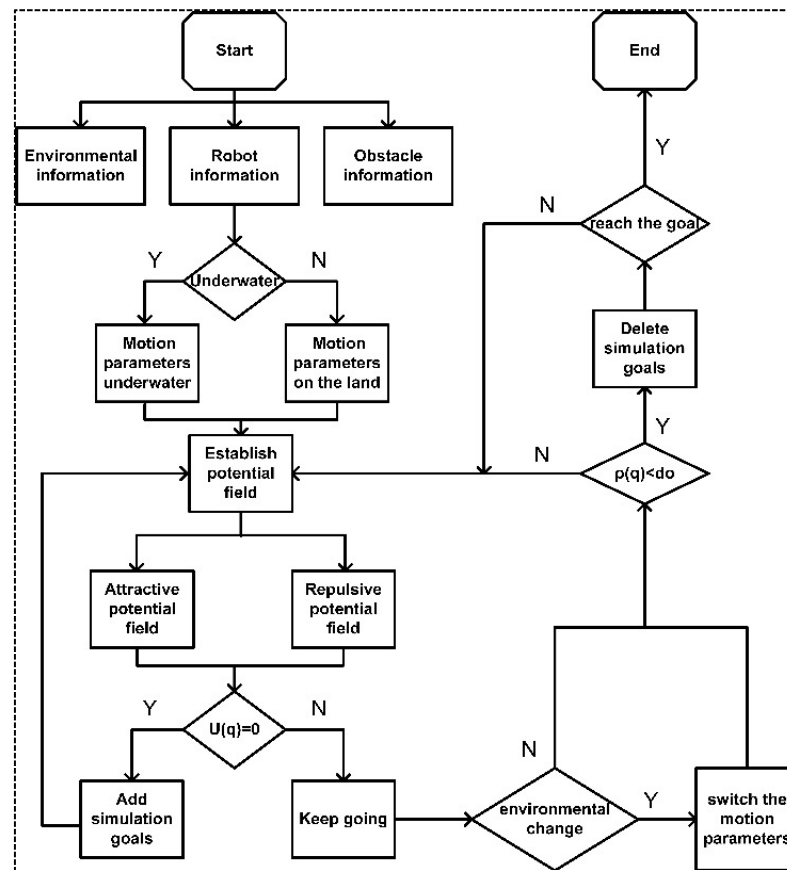 Start
End
Environmental
information
Robot
information
Obstacle
information
Y
N
reach the goal
Y
Underwater
N
Motion
parameters
underwater
Motion
parameters
on the land
Delete
simulation
goals
Y
Establish
potential
field
N
p(q)<do
Attractive
potential
field
Repulsive
potential
field
Y
U(q)=0
N
N
Add
simulation
goals
Keep going
environmental
change
Y
switch the
motion
parameters